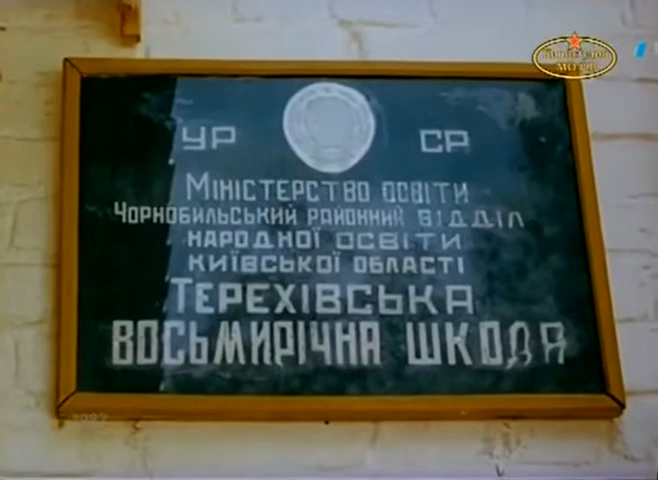 УР СР
МІНІСТЕРСТВО ОСВІТИ
ЧОРНОБИЛЬСЬКИЙ РАЙОННИЙ ВІДДІЛ
НАРОДНОЇ ОСВІТИ
КИЇВСЬКОЇ ОБЛАСТІ
ТЕРЕХІВСЬКА
ВОСЬМИРІЧНА ШКОЛА